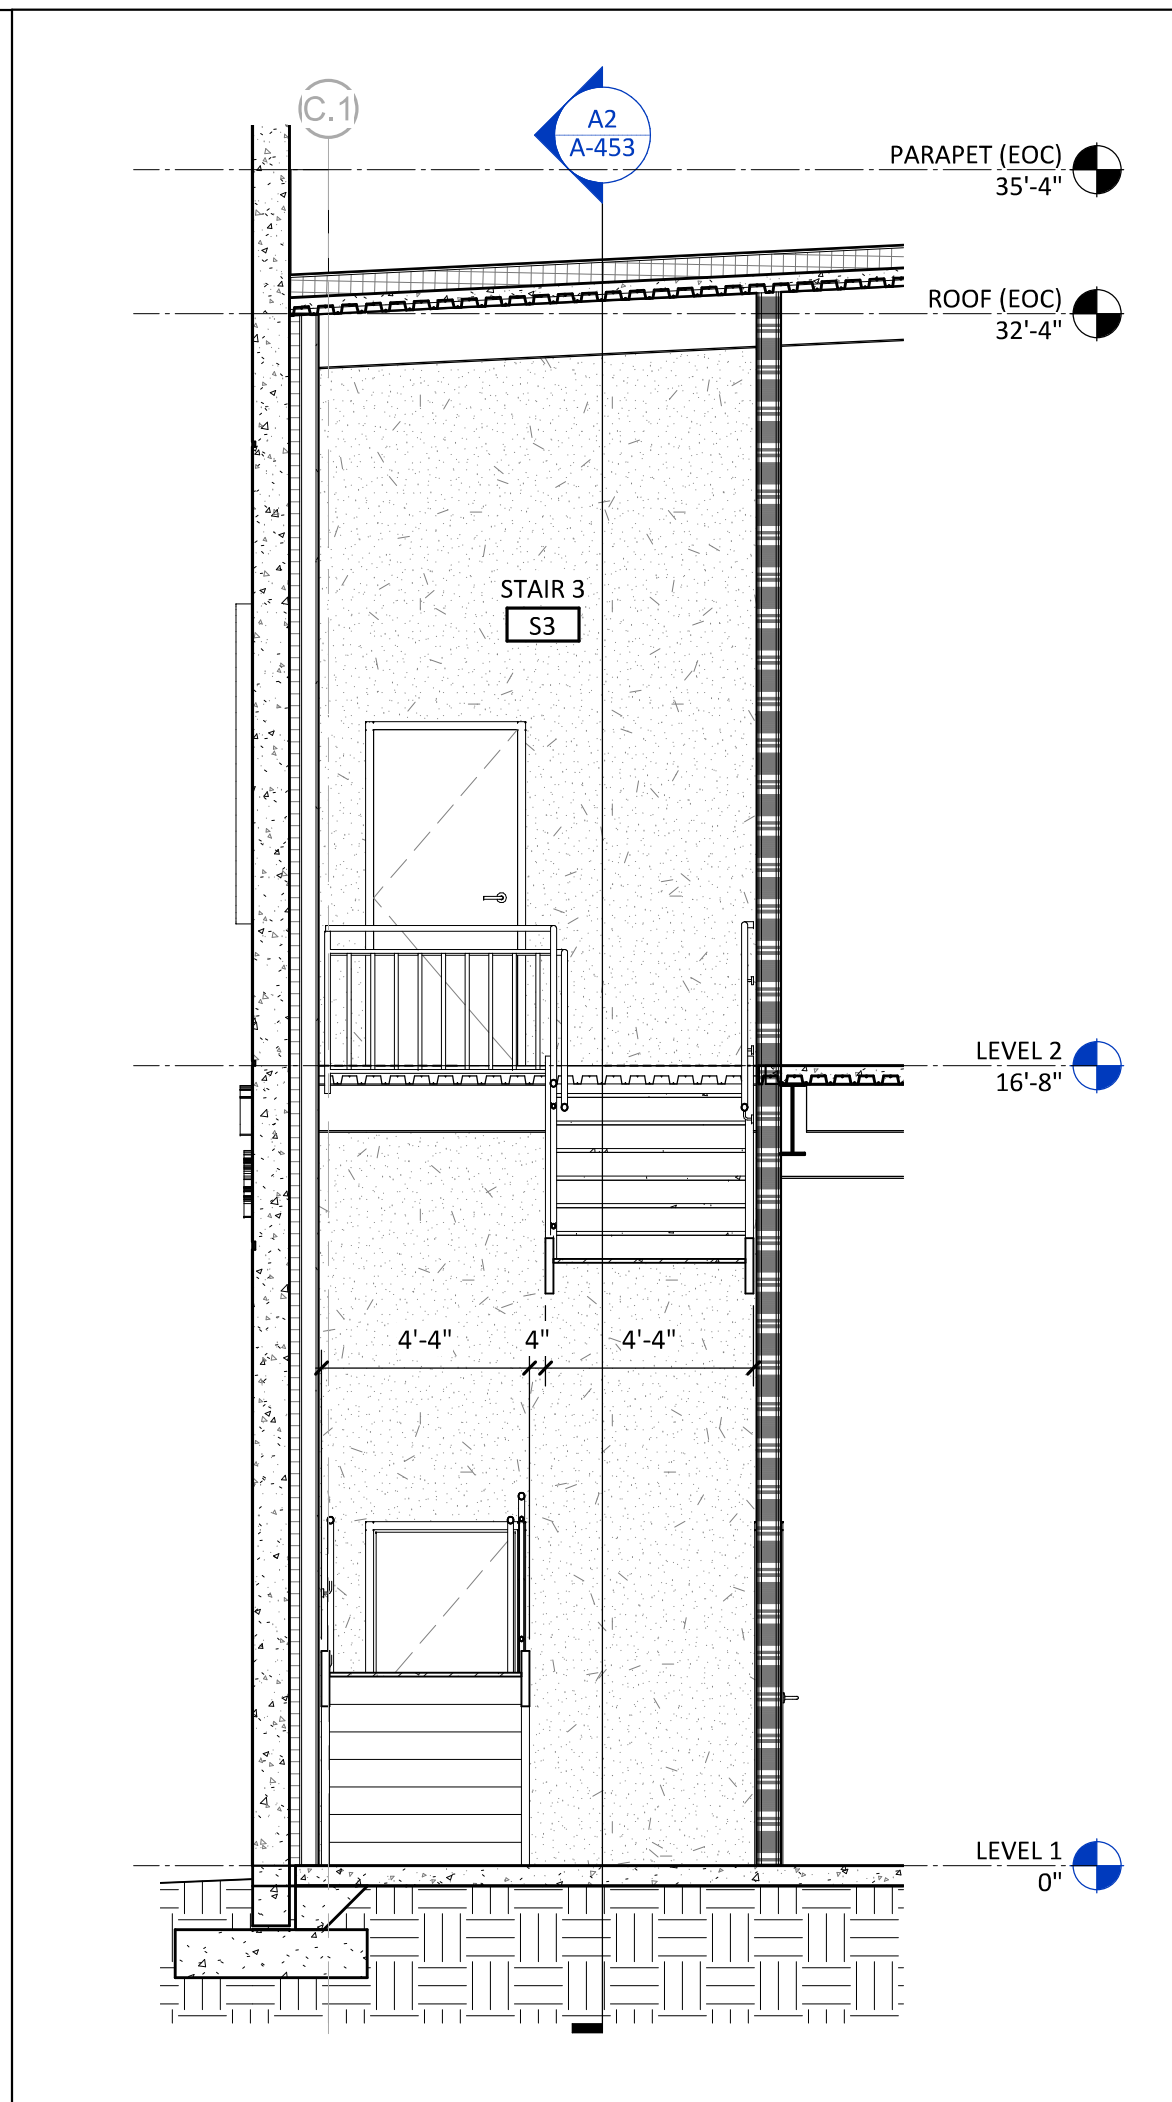 C.1
A2
A-453
PARAPET (EOC)
35'-4"
ROOF (EOC)
32'-4"
STAIR 3
S3
LEVEL 2
16'-8"
4'-4" 4" 4'-4"
LEVEL 1
0"